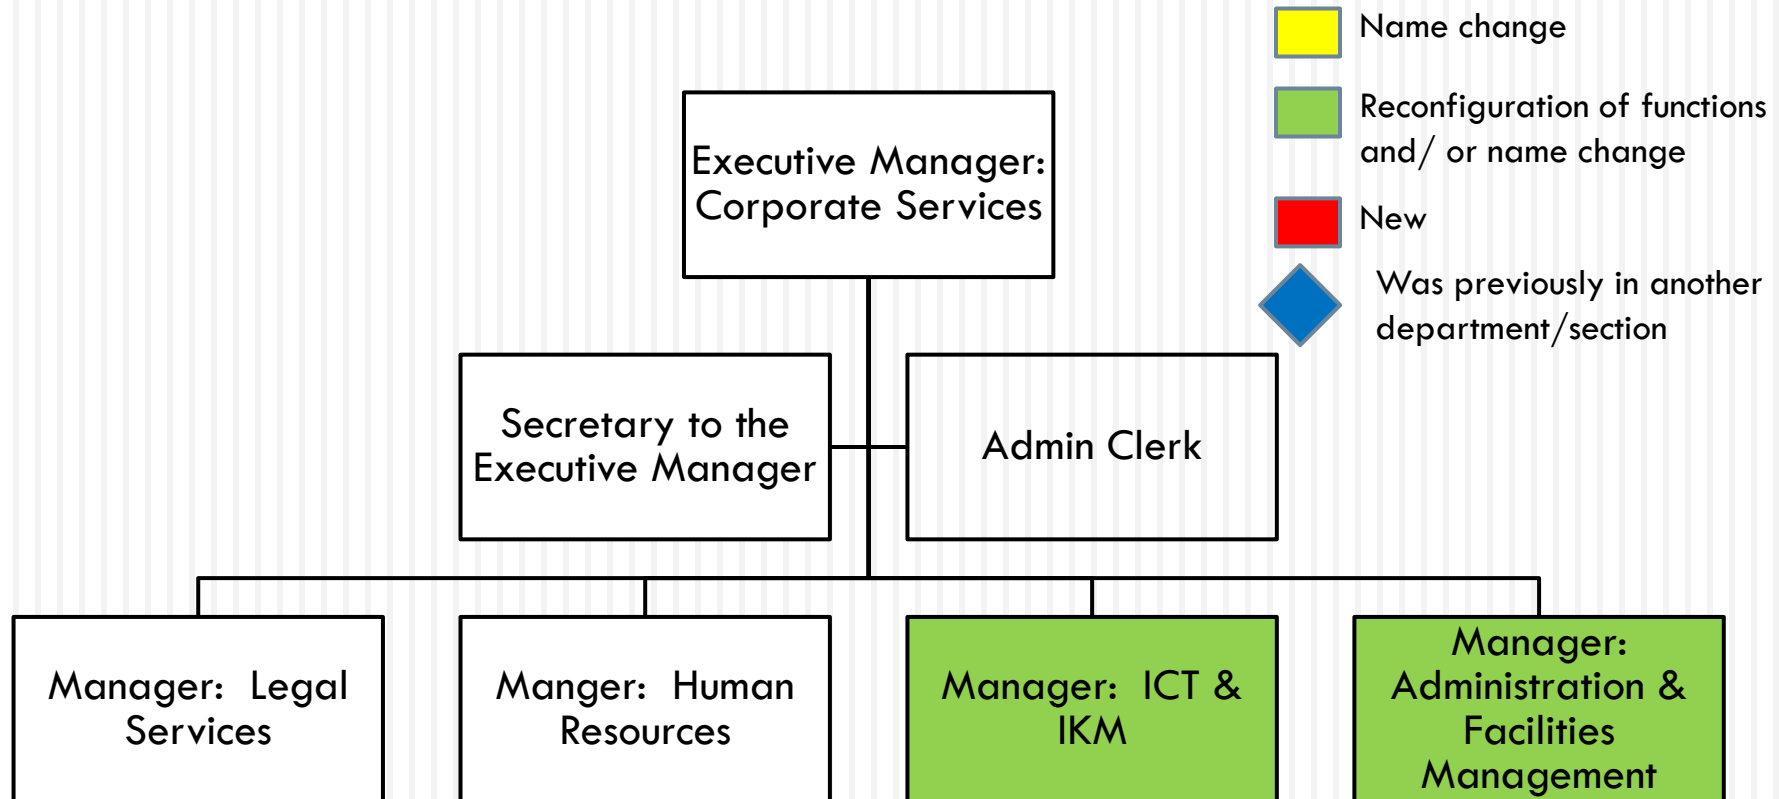 Name change
Reconfiguration of functions
and/ or name change
New
Was previously in another
department/section
Executive Manager:
Corporate Services
Secretary to the
Executive Manager
Admin Clerk
Manager:  Legal
Services
Manger:  Human
Resources
Manager:  ICT &
IKM
Manager:
Administration &
Facilities
Management